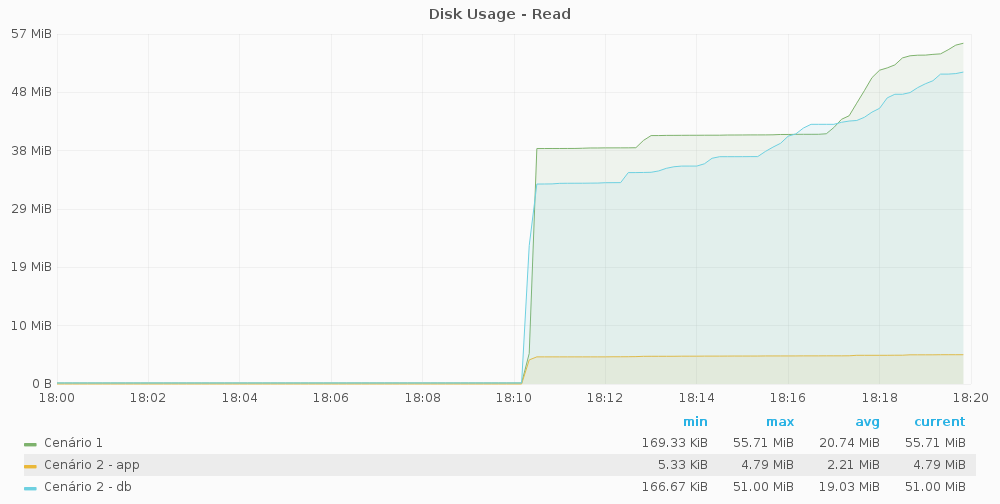 Disk Usage - Read
57 MiB
48 MiB
38 MiB
29 MiB
19 MiB
10 MiB
0 B
18:00 18:02 18:04 18:06 18:08 18:10 18:12 18:14 18:16 18:18 18:20
min max avg current
Cenário 1 169.33 KiB 55.71 MiB 20.74 MiB 55.71 MiB
Cenário 2 - app 5.33 KiB 4.79 MiB 2.21 MiB 4.79 MiB
Cenário 2 - db 166.67 KiB 51.00 MiB 19.03 MiB 51.00 MiB